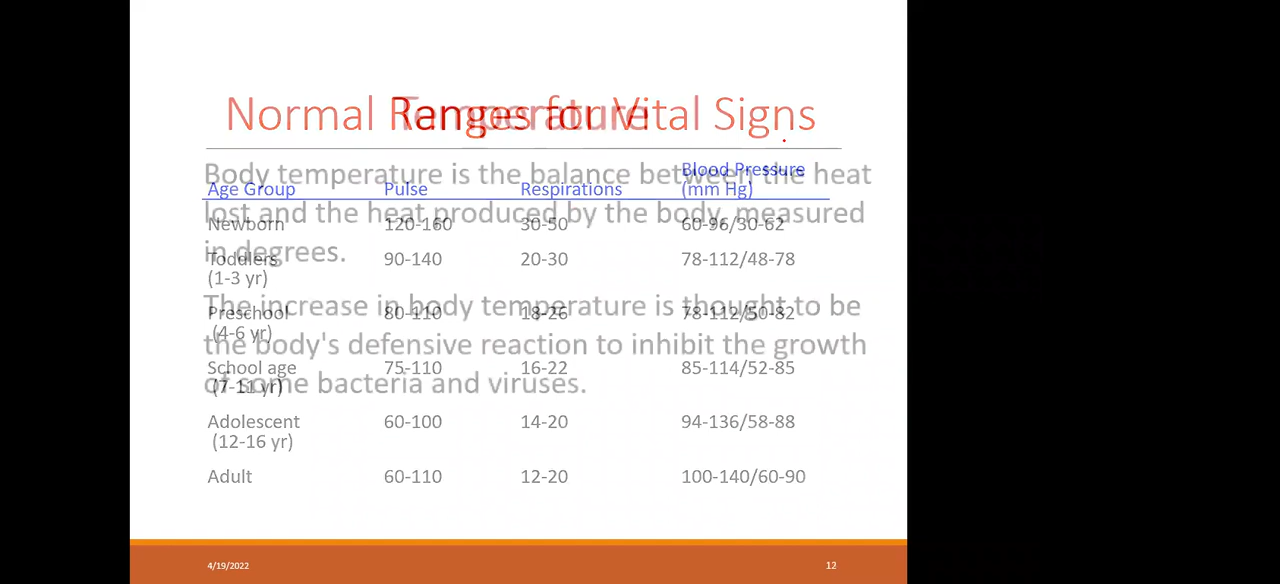 Normal Ranges for Vital Signs
Temperature
Body temperature is the balance between the heat
lost and the heat produced by the body, measured
in degrees.
The increase in body temperature is thought to be
the body's defensive reaction to inhibit the growth
of some bacteria and viruses.
Age Group Pulse Respirations Blood Pressure
(mm Hg)
Newborn 120-160 30-50 60-96/30-62
Toddlers 90-140 20-30 78-112/48-78
(1-3 yr)
Preschool 80-110 18-26 78-112/50-82
(4-6 yr)
School age 75-110 16-22 85-114/52-85
(7-11 yr)
Adolescent 60-100 14-20 94-136/58-88
(12-16 yr)
Adult 60-110 12-20 100-140/60-90
4/19/2022 12